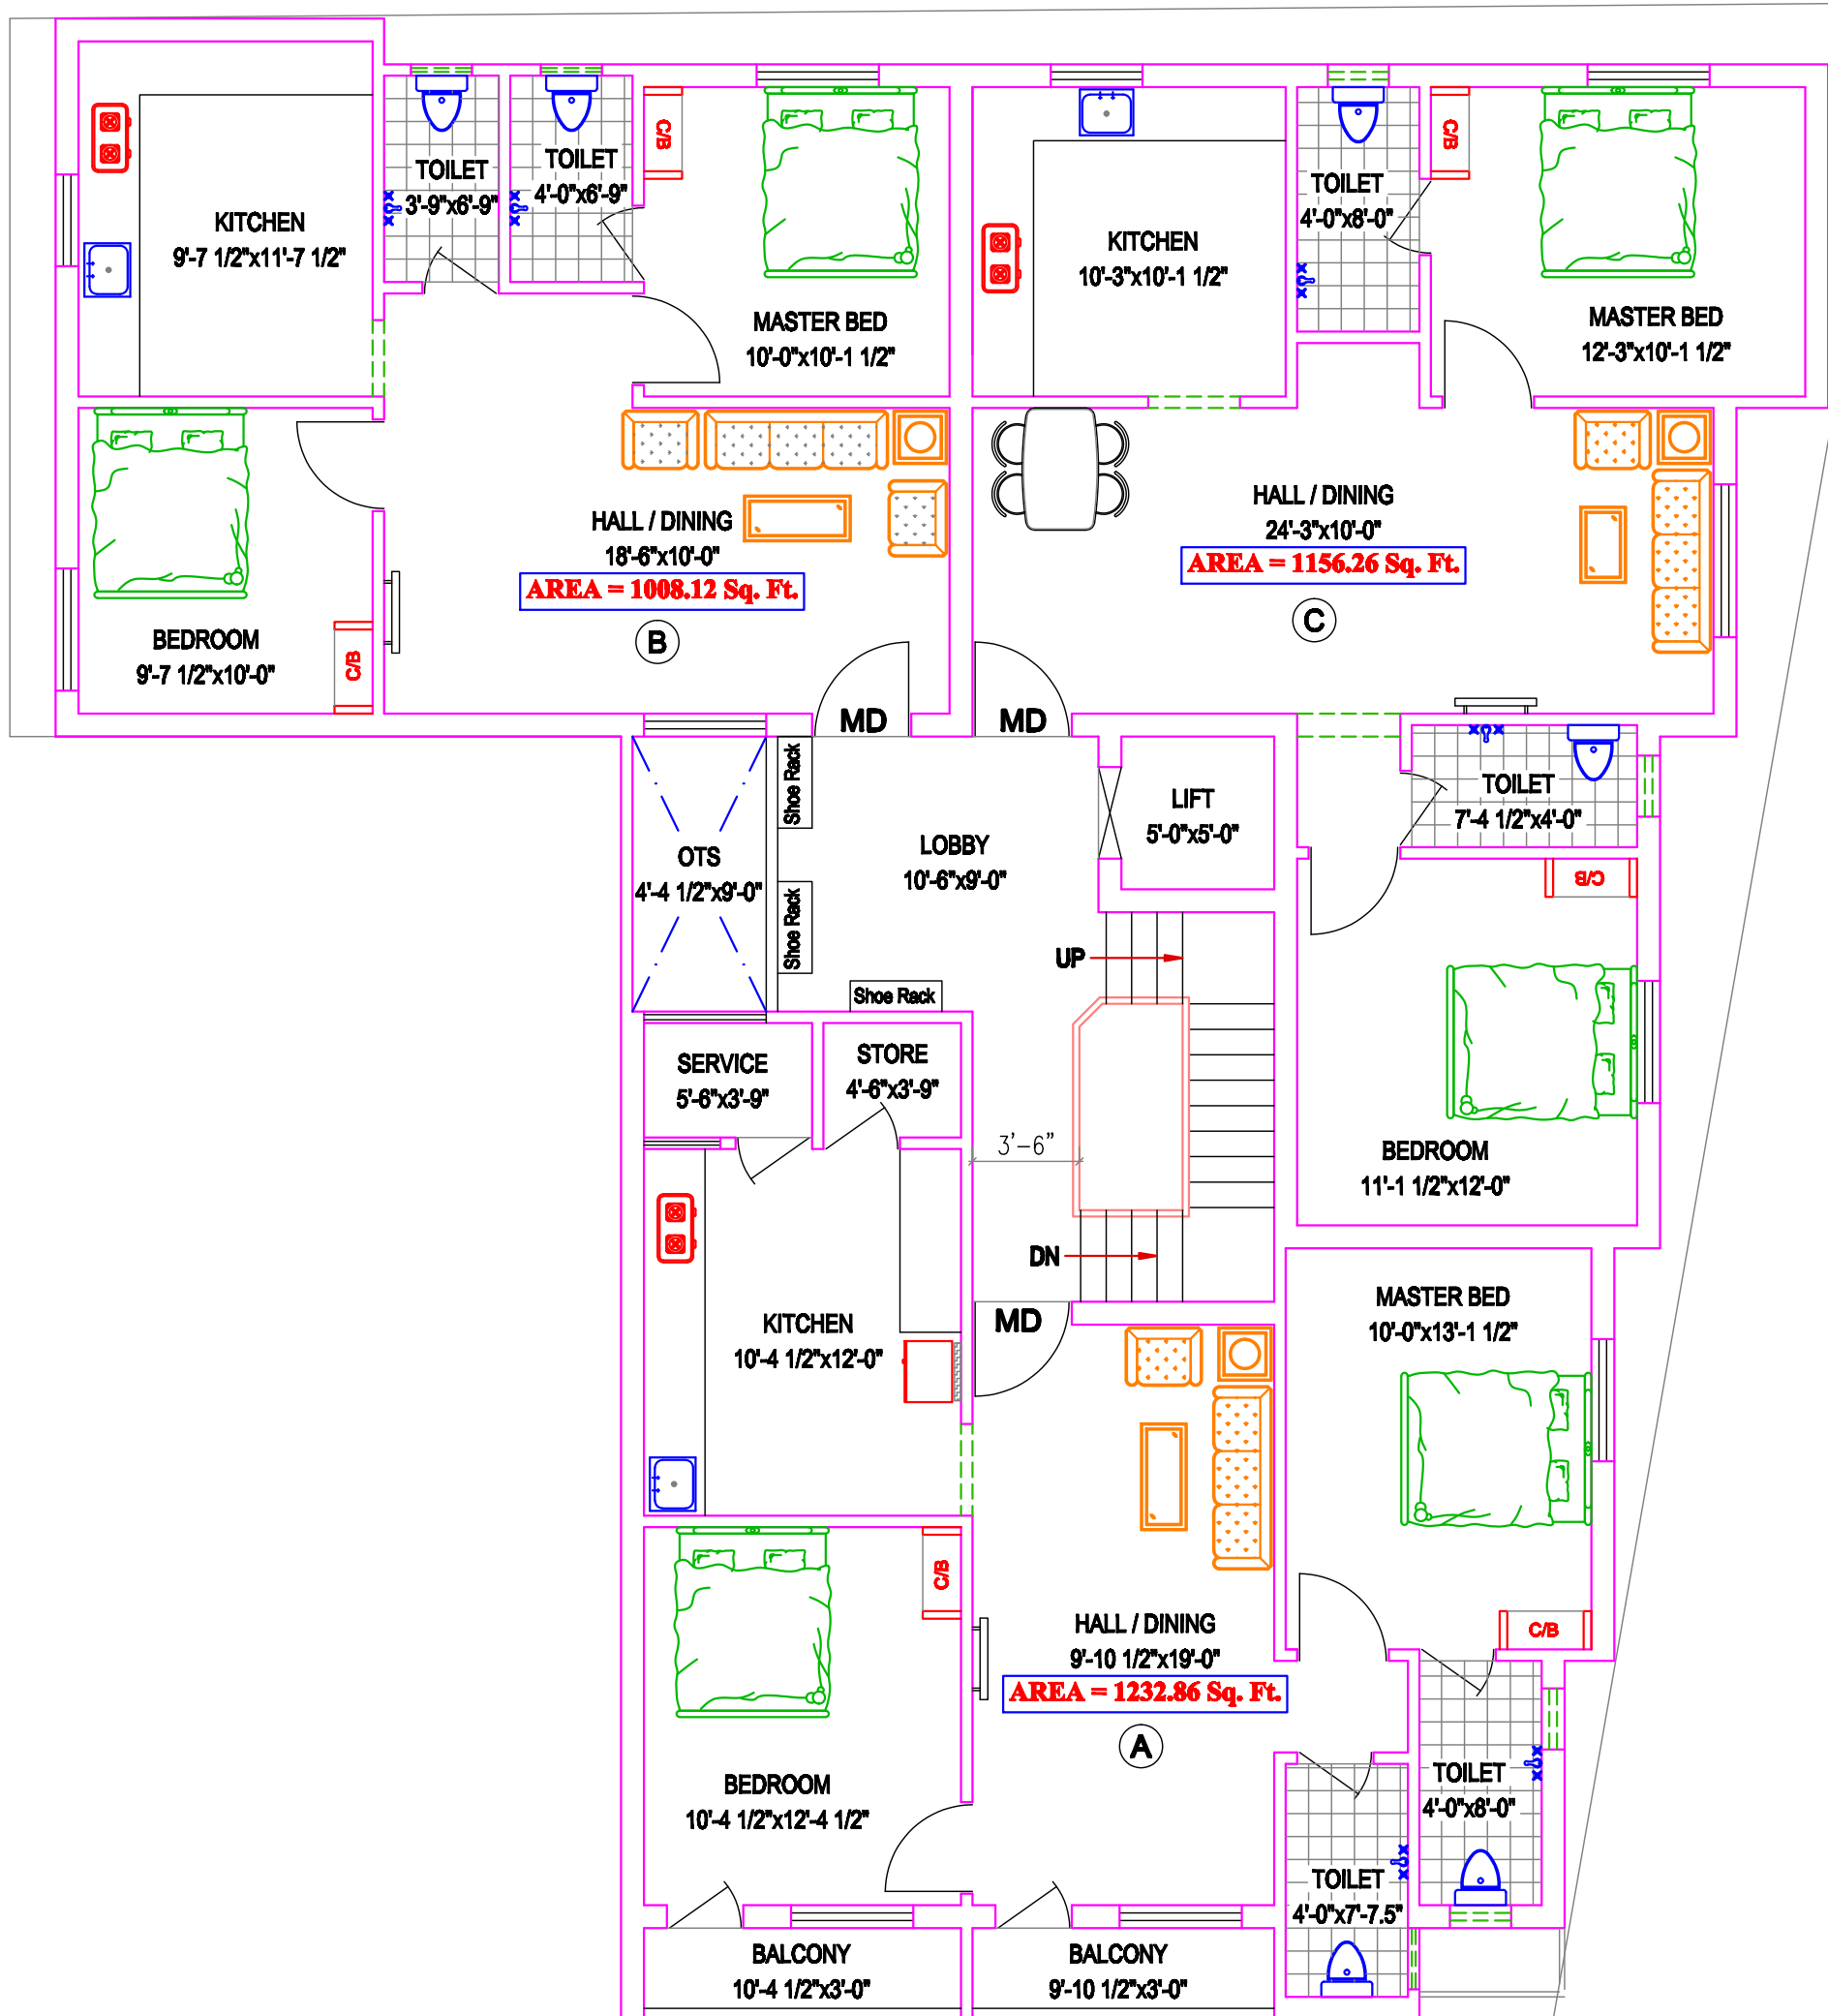 TOILET
3'-9"x6'-9"
TOILET
4'-0"x6'-9"
C/B
KITCHEN
9'-7 1/2"x11'-7 1/2"
MASTER BED
10'-0"x10'-1 1/2"
KITCHEN
10'-3"x10'-1 1/2"
TOILET
4'-0"x8'-0"
C/B
MASTER BED
12'-3"x10'-1 1/2"
BEDROOM
9'-7 1/2"x10'-0"
C/B
HALL / DINING
18'-6"x10'-0"
AREA = 1008.12 Sq. Ft.
B
HALL / DINING
24'-3"x10'-0"
AREA = 1156.26 Sq. Ft.
C
MD
MD
Shoe Rack
OTS
4'-4 1/2"x9'-0"
Shoe Rack
LOBBY
10'-6"x9'-0"
LIFT
5'-0"x5'-0"
TOILET
7'-4 1/2"x4'-0"
C/B
UP
Shoe Rack
SERVICE
5'-6"x3'-9"
STORE
4'-6"x3'-9"
3'-6"
BEDROOM
11'-1 1/2"x12'-0"
DN
MD
KITCHEN
10'-4 1/2"x12'-0"
MASTER BED
10'-0"x13'-1 1/2"
C/B
C/B
HALL / DINING
9'-10 1/2"x19'-0"
AREA = 1232.86 Sq. Ft.
A
BEDROOM
10'-4 1/2"x12'-4 1/2"
TOILET
4'-0"x8'-0"
TOILET
4'-0"x7'-7.5"
BALCONY
10'-4 1/2"x3'-0"
BALCONY
9'-10 1/2"x3'-0"